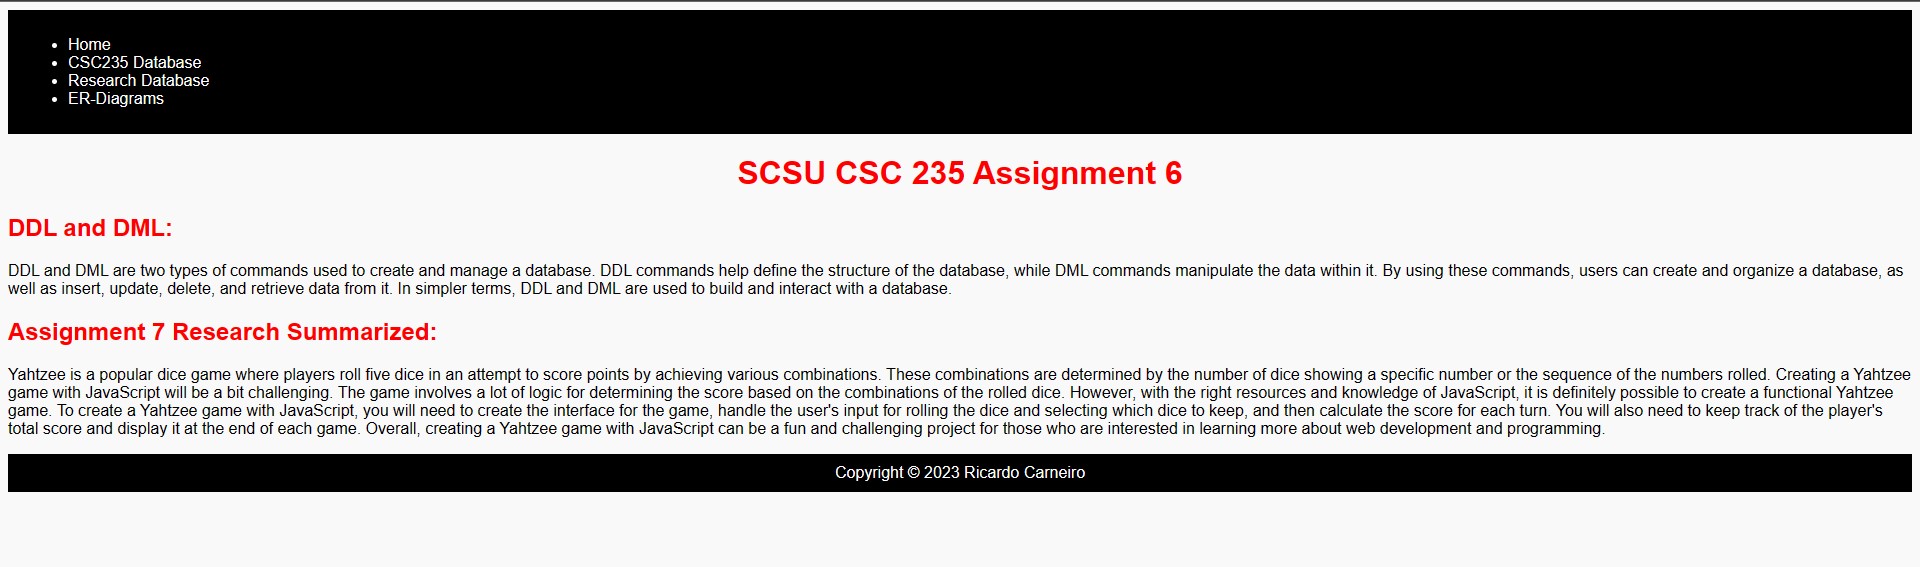 Home
CSC235 Database
Research Database
ER-Diagrams
SCSU CSC 235 Assignment 6
DDL and DML:
DDL and DML are two types of commands used to create and manage a database. DDL commands help define the structure of the database, while DML commands manipulate the data within it. By using these commands, users can create and organize a database, as
well as insert, update, delete, and retrieve data from it. In simpler terms, DDL and DML are used to build and interact with a database.
Assignment 7 Research Summarized:
Yahtzee is a popular dice game where players roll five dice in an attempt to score points by achieving various combinations. These combinations are determined by the number of dice showing a specific number or the sequence of the numbers rolled. Creating a Yahtzee
game with JavaScript will be a bit challenging. The game involves a lot of logic for determining the score based on the combinations of the rolled dice. However, with the right resources and knowledge of JavaScript, it is definitely possible to create a functional Yahtzee
game. To create a Yahtzee game with JavaScript, you will need to create the interface for the game, handle the user's input for rolling the dice and selecting which dice to keep, and then calculate the score for each turn. You will also need to keep track of the player's
total score and display it at the end of each game. Overall, creating a Yahtzee game with JavaScript can be a fun and challenging project for those who are interested in learning more about web development and programming.
Copyright © 2023 Ricardo Carneiro